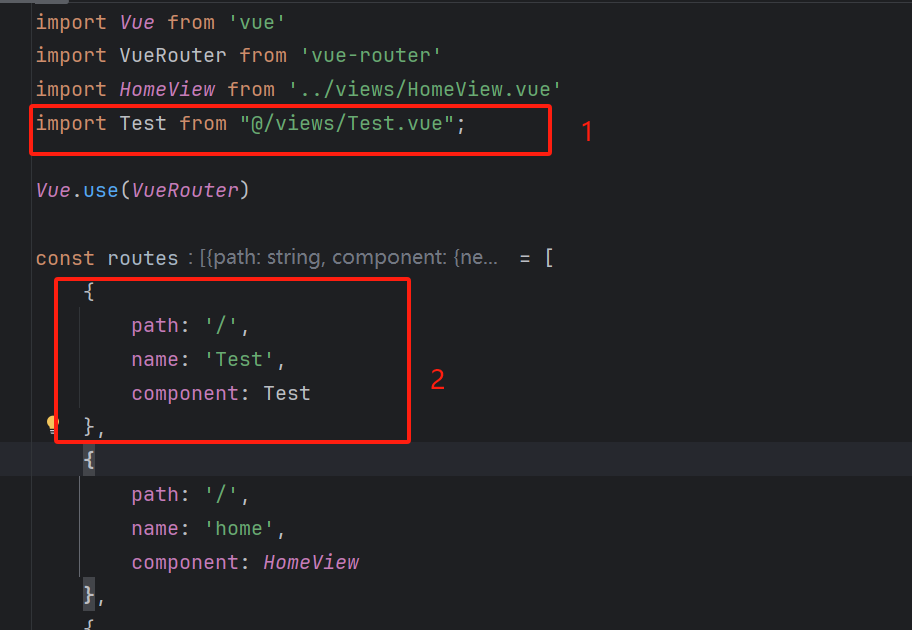 import Vue from 'vue'
import VueRouter from 'vue-router'
import HomeView from '../views/HomeView.vue'
import Test from "@/views/Test.vue";
1
Vue.use(VueRouter)
const routes : [{path: string, component: {ne... = [
{
path: '/',
name: 'Test',
component: Test
2
},
{
path: '/',
name: 'home',
component: HomeView
},
{